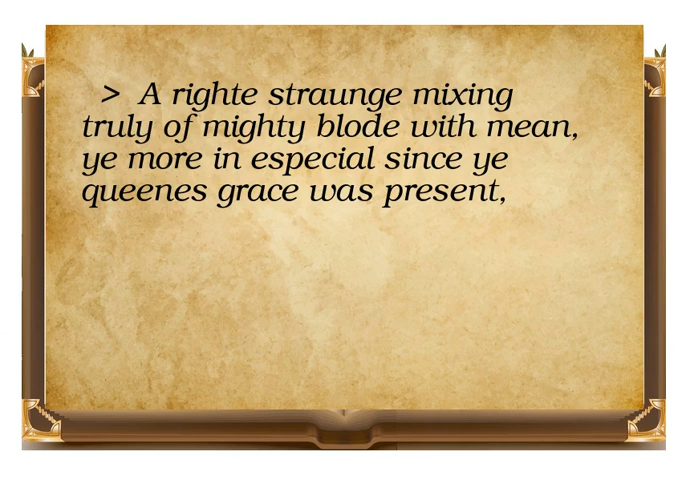 > A righte straunge mixing
truly of mighty blode with mean,
ye more in especial since ye
queenes grace was present,